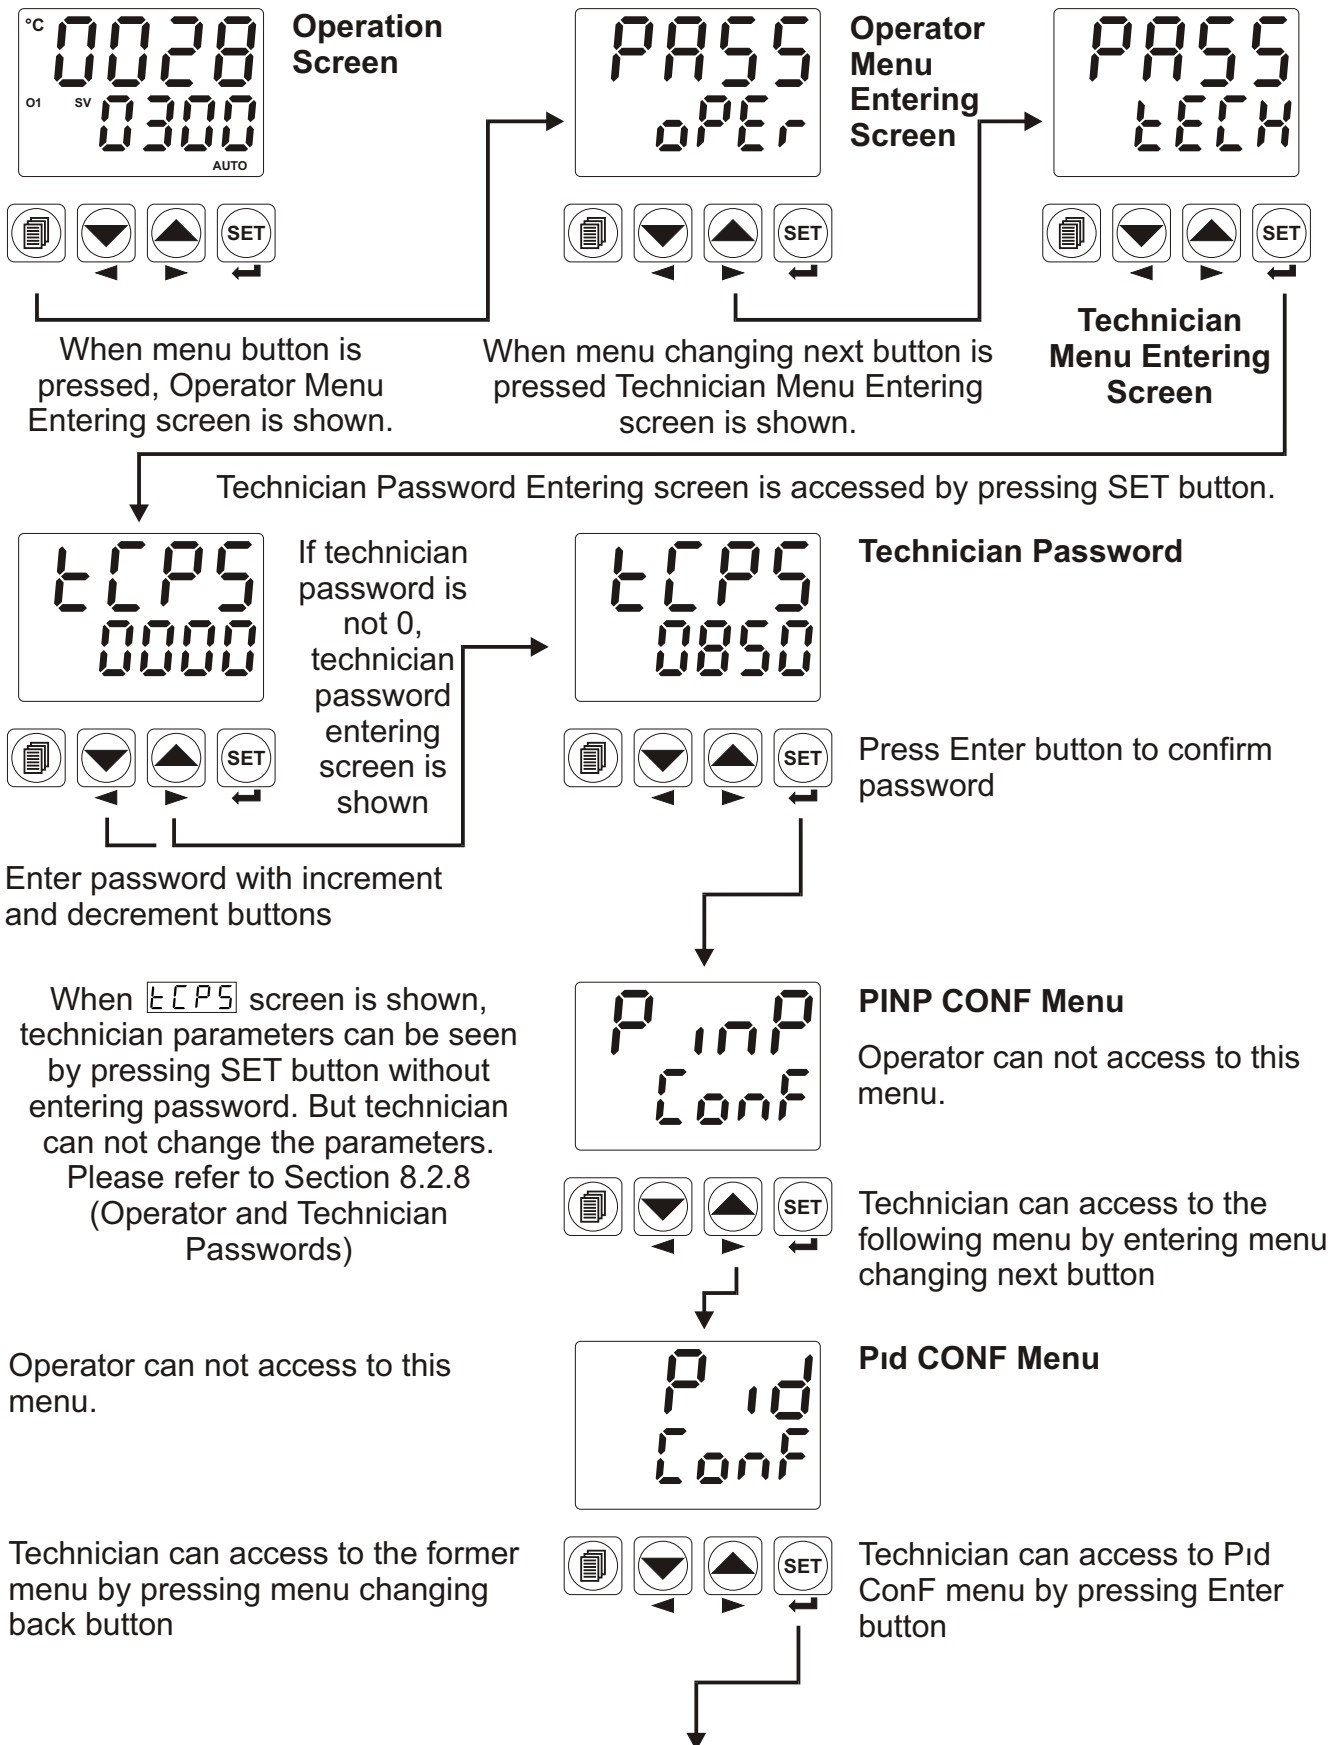 °C 0028
O1 SV 0300
AUTO
Operation
Screen
PASS
oPEr
Operator
Menu
Entering
Screen
PASS
tECH
SET
SET
SET
When menu button is
pressed, Operator Menu
Entering screen is shown.
When menu changing next button is
pressed Technician Menu Entering
screen is shown.
Technician
Menu Entering
Screen
Technician Password Entering screen is accessed by pressing SET button.
tCPS
0000
If technician
password is
not 0,
technician
password
entering
screen is
shown
tCPS
0850
Technician Password
SET
SET
Press Enter button to confirm
password
Enter password with increment
and decrement buttons
When tCPS screen is shown,
technician parameters can be seen
by pressing SET button without
entering password. But technician
can not change the parameters.
Please refer to Section 8.2.8
(Operator and Technician
Passwords)
PınP
ConF
PINP CONF Menu
Operator can not access to this
menu.
SET
Technician can access to the
following menu by entering menu
changing next button
Operator can not access to this
menu.
Pıd
ConF
Pıd CONF Menu
Technician can access to the former
menu by pressing menu changing
back button
SET
Technician can access to Pıd
ConF menu by pressing Enter
button